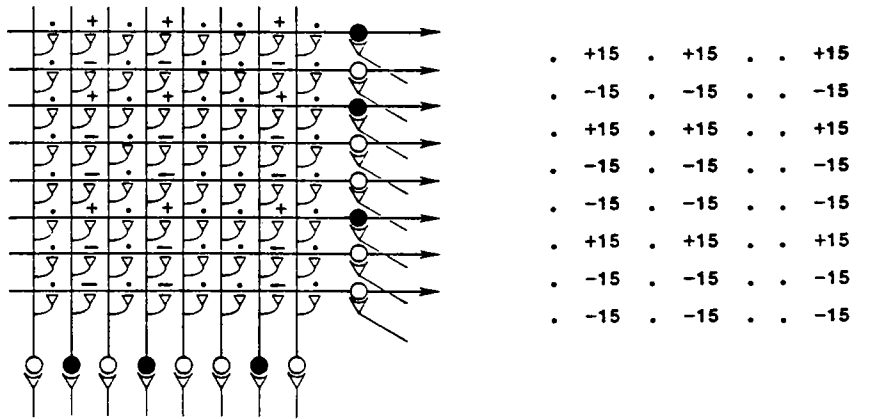 . + . + . . + .
. − . − . . − .
. + . + . . + .
. − . − . . − .
. − . − . . − .
. + . + . . + .
. − . − . . − .
. − . − . . − .
. +15 . +15 . . +15
. −15 . −15 . . −15
. +15 . +15 . . +15
. −15 . −15 . . −15
. −15 . −15 . . −15
. +15 . +15 . . +15
. −15 . −15 . . −15
. −15 . −15 . . −15